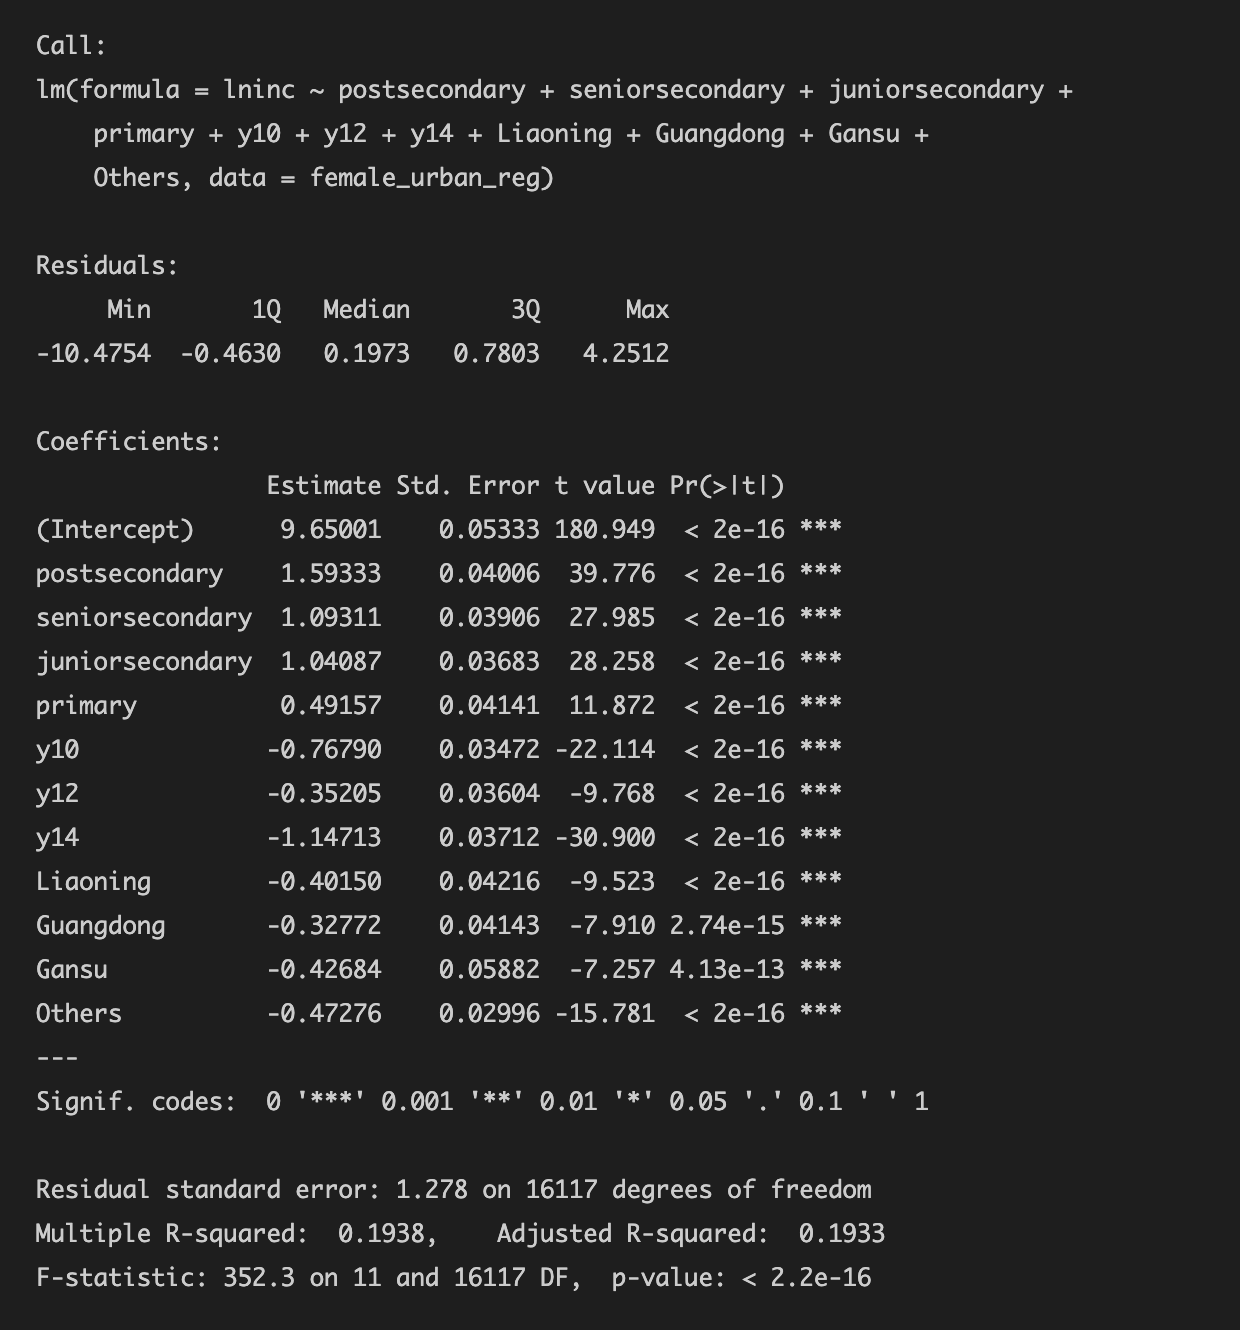 Call:
lm(formula = lninc ~ postsecondary + seniorsecondary + juniorsecondary +
    primary + y10 + y12 + y14 + Liaoning + Guangdong + Gansu +
    Others, data = female_urban_reg)

Residuals:
     Min       1Q   Median       3Q      Max
-10.4754  -0.4630   0.1973   0.7803   4.2512

Coefficients:
                Estimate Std. Error t value Pr(>|t|)
(Intercept)      9.65001    0.05333 180.949  < 2e-16 ***
postsecondary    1.59333    0.04006  39.776  < 2e-16 ***
seniorsecondary  1.09311    0.03906  27.985  < 2e-16 ***
juniorsecondary  1.04087    0.03683  28.258  < 2e-16 ***
primary          0.49157    0.04141  11.872  < 2e-16 ***
y10             -0.76790    0.03472 -22.114  < 2e-16 ***
y12             -0.35205    0.03604  -9.768  < 2e-16 ***
y14             -1.14713    0.03712 -30.900  < 2e-16 ***
Liaoning        -0.40150    0.04216  -9.523  < 2e-16 ***
Guangdong       -0.32772    0.04143  -7.910 2.74e-15 ***
Gansu           -0.42684    0.05882  -7.257 4.13e-13 ***
Others          -0.47276    0.02996 -15.781  < 2e-16 ***
---
Signif. codes:  0 '***' 0.001 '**' 0.01 '*' 0.05 '.' 0.1 ' ' 1

Residual standard error: 1.278 on 16117 degrees of freedom
Multiple R-squared:  0.1938,    Adjusted R-squared:  0.1933
F-statistic: 352.3 on 11 and 16117 DF,  p-value: < 2.2e-16